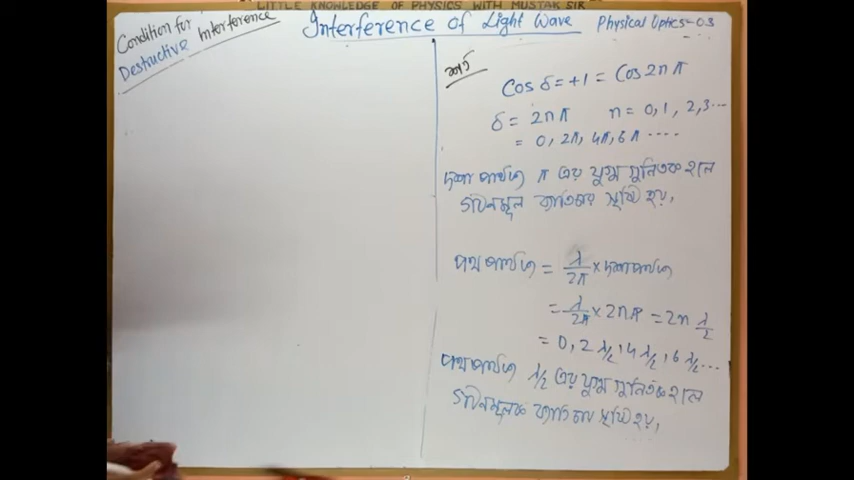 LITTLE KNOWLEDGE OF PHYSICS WITH MUSTAK SIR
Interference of Light Wave Physical Optics-03
Condition for
Destructive Interference
শর্ত
Cos δ = +1 = Cos 2nπ
δ = 2nπ n = 0, 1, 2, 3...
= 0, 2π, 4π, 6π ....
দশা পার্থক্য π এর যুগ্ম গুনিতক হলে
গঠনমূলক ব্যাতিচার সৃষ্টি হয়,
পথ পার্থক্য = λ/2π × দশা পার্থক্য
= λ/2π × 2nπ = 2n λ/2
= 0, 2 λ/2, 4 λ/2, 6 λ/2...
পথ পার্থক্য λ/2 এর যুগ্ম গুনিতক হলে
গঠনমূলক ব্যাতিচার সৃষ্টি হয়,